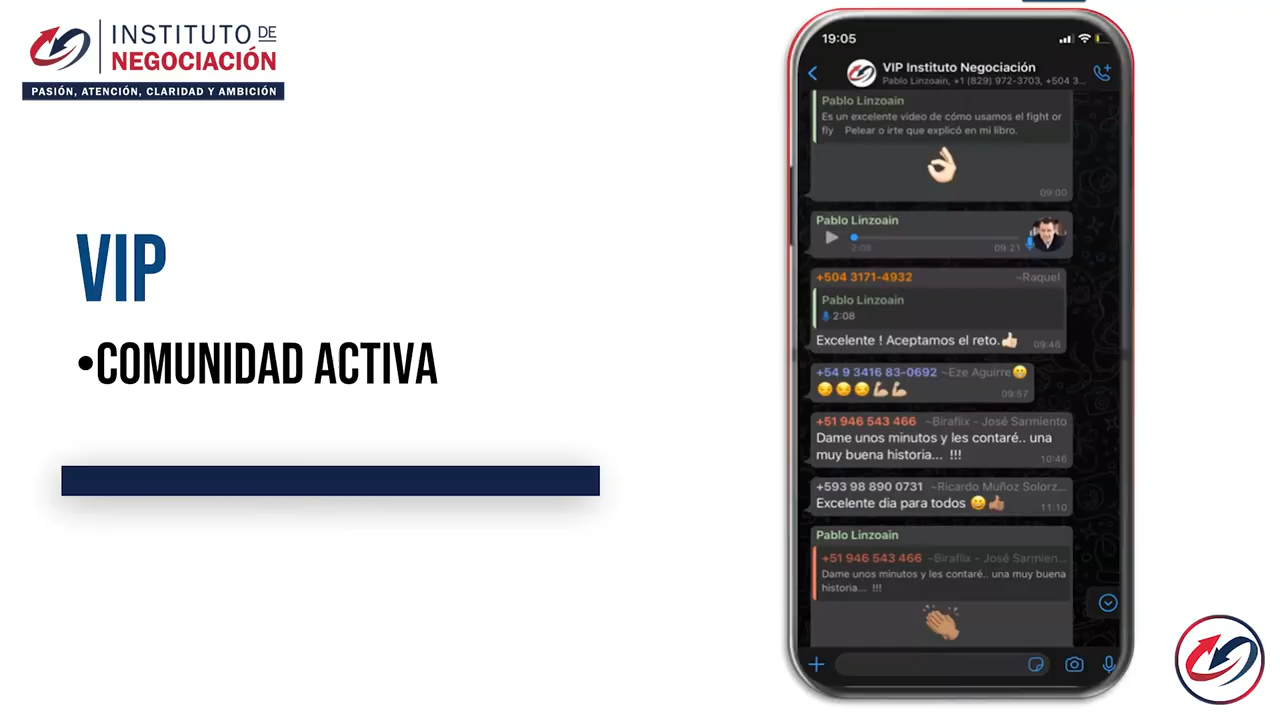 INSTITUTO DE
NEGOCIACIÓN
PASIÓN, ATENCIÓN, CLARIDAD Y AMBICIÓN
VIP
•COMUNIDAD ACTIVA
19:05
VIP Instituto Negociación
Pablo Linzoain, +1 (829) 972-3703, +504 3...
Pablo Linzoain
Es un excelente video de cómo usamos el fight or
fly Pelear o irte que explicó en mi libro.
👌🏻
09:00
Pablo Linzoain
2:08 09:21
+504 3171-4932 ~Raquel
Pablo Linzoain
2:08
Excelente ! Aceptamos el reto.👍🏻 09:46
+54 9 3416 83-0692 ~Eze Aguirre😁
😏😏😏💪🏼💪🏼 09:57
+51 946 543 466 ~Biraflix - José Sarmiento
Dame unos minutos y les contaré.. una
muy buena historia... !!! 10:46
+593 98 890 0731 ~Ricardo Muñoz Solorz...
Excelente dia para todos 😄👍🏽 11:10
Pablo Linzoain
+51 946 543 466 ~Biraflix - José Sarmien...
Dame unos minutos y les contaré.. una muy buena
historia... !!!
👏🏽